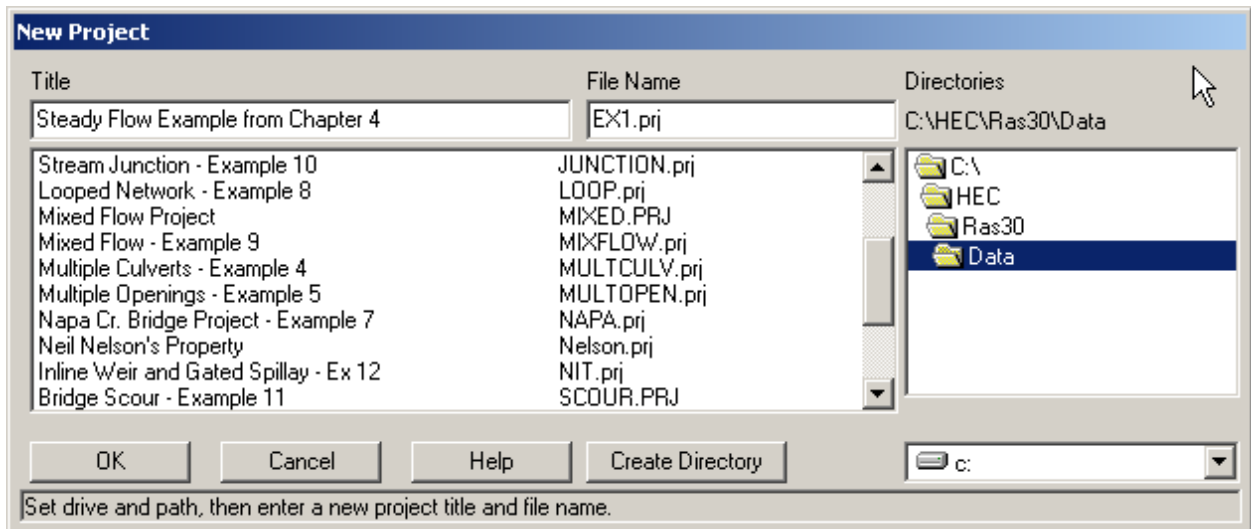 New Project
Title File Name Directories
Steady Flow Example from Chapter 4 EX1.prj C:\HEC\Ras30\Data
Stream Junction - Example 10 JUNCTION.prj
Looped Network - Example 8 LOOP.prj
Mixed Flow Project MIXED.PRJ
Mixed Flow - Example 9 MIXFLOW.prj
Multiple Culverts - Example 4 MULTCULV.prj
Multiple Openings - Example 5 MULTOPEN.prj
Napa Cr. Bridge Project - Example 7 NAPA.prj
Neil Nelson's Property Nelson.prj
Inline Weir and Gated Spillay - Ex 12 NIT.prj
Bridge Scour - Example 11 SCOUR.PRJ
C:\
HEC
Ras30
Data
OK Cancel Help Create Directory c:
Set drive and path, then enter a new project title and file name.